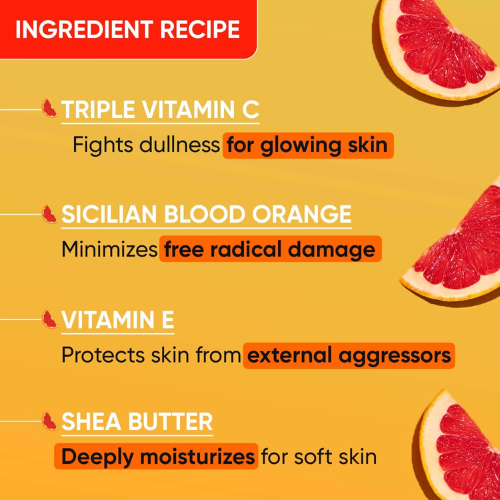 INGREDIENT RECIPE
TRIPLE VITAMIN C
Fights dullness for glowing skin
SICILIAN BLOOD ORANGE
Minimizes free radical damage
VITAMIN E
Protects skin from external aggressors
SHEA BUTTER
Deeply moisturizes for soft skin